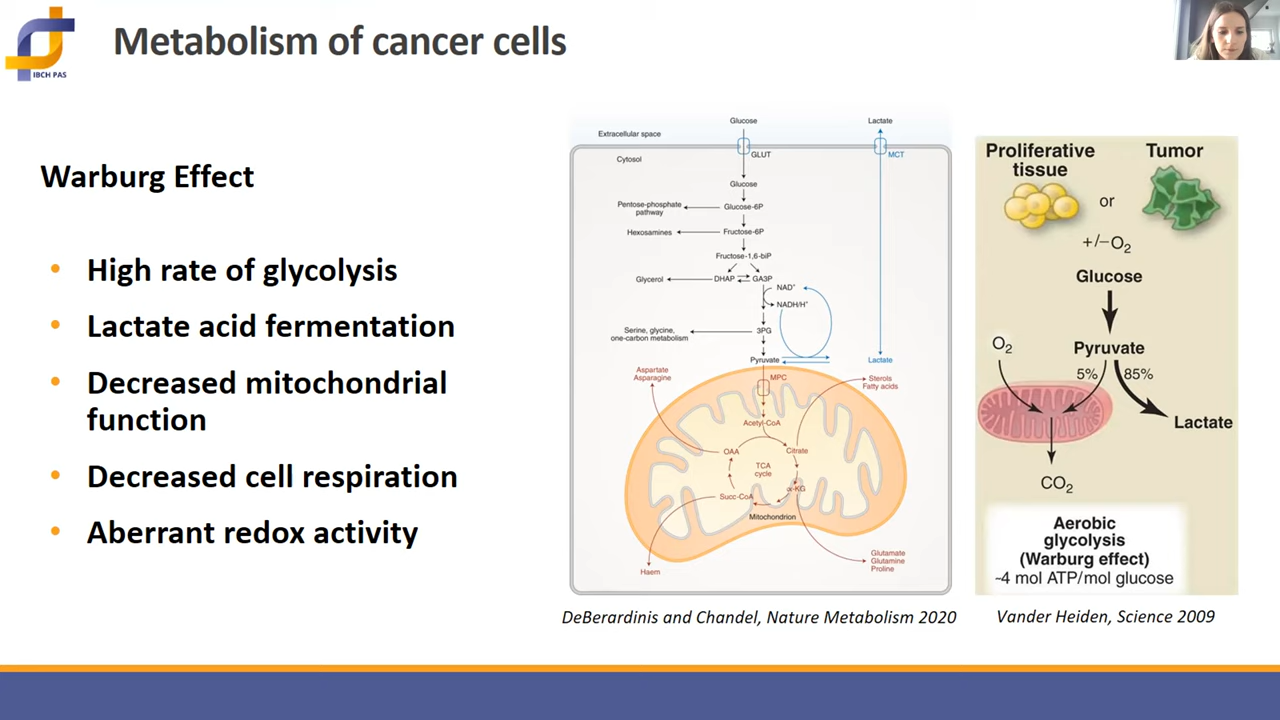 IBCH PAS
Metabolism of cancer cells
Warburg Effect
• High rate of glycolysis
• Lactate acid fermentation
• Decreased mitochondrial
function
• Decreased cell respiration
• Aberrant redox activity
Glucose
Lactate
Extracellular space
Cytosol
GLUT
MCT
Glucose
Pentose-phosphate
pathway
Glucose-6P
Hexosamines
Fructose-6P
Fructose-1,6-biP
Glycerol
DHAP
GA3P
NAD⁺
NADH/H⁺
Serine, glycine,
one-carbon metabolism
3PG
Pyruvate
Lactate
Aspartate
Asparagine
MPC
Sterols
Fatty acids
Acetyl-CoA
OAA
Citrate
TCA
cycle
α-KG
Succ-CoA
Mitochondrion
Haem
Glutamate
Glutamine
Proline
DeBerardinis and Chandel, Nature Metabolism 2020
Proliferative
tissue
or
Tumor
+/−O₂
Glucose
O₂
Pyruvate
5%
85%
Lactate
CO₂
Aerobic
glycolysis
(Warburg effect)
~4 mol ATP/mol glucose
Vander Heiden, Science 2009